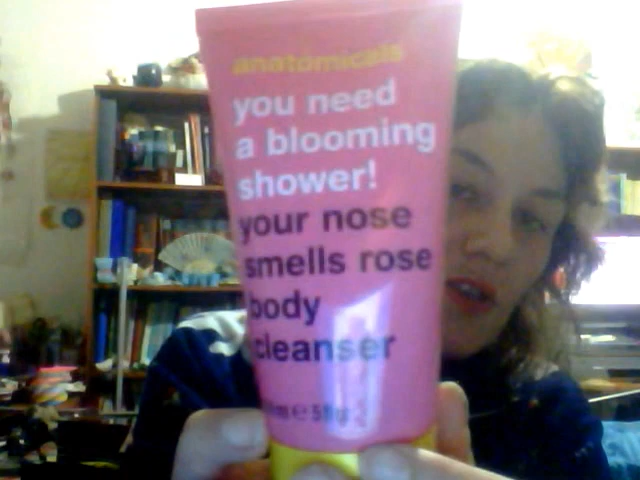 anatomicals
you need
a blooming
shower!
your nose
smells rose
body
cleanser